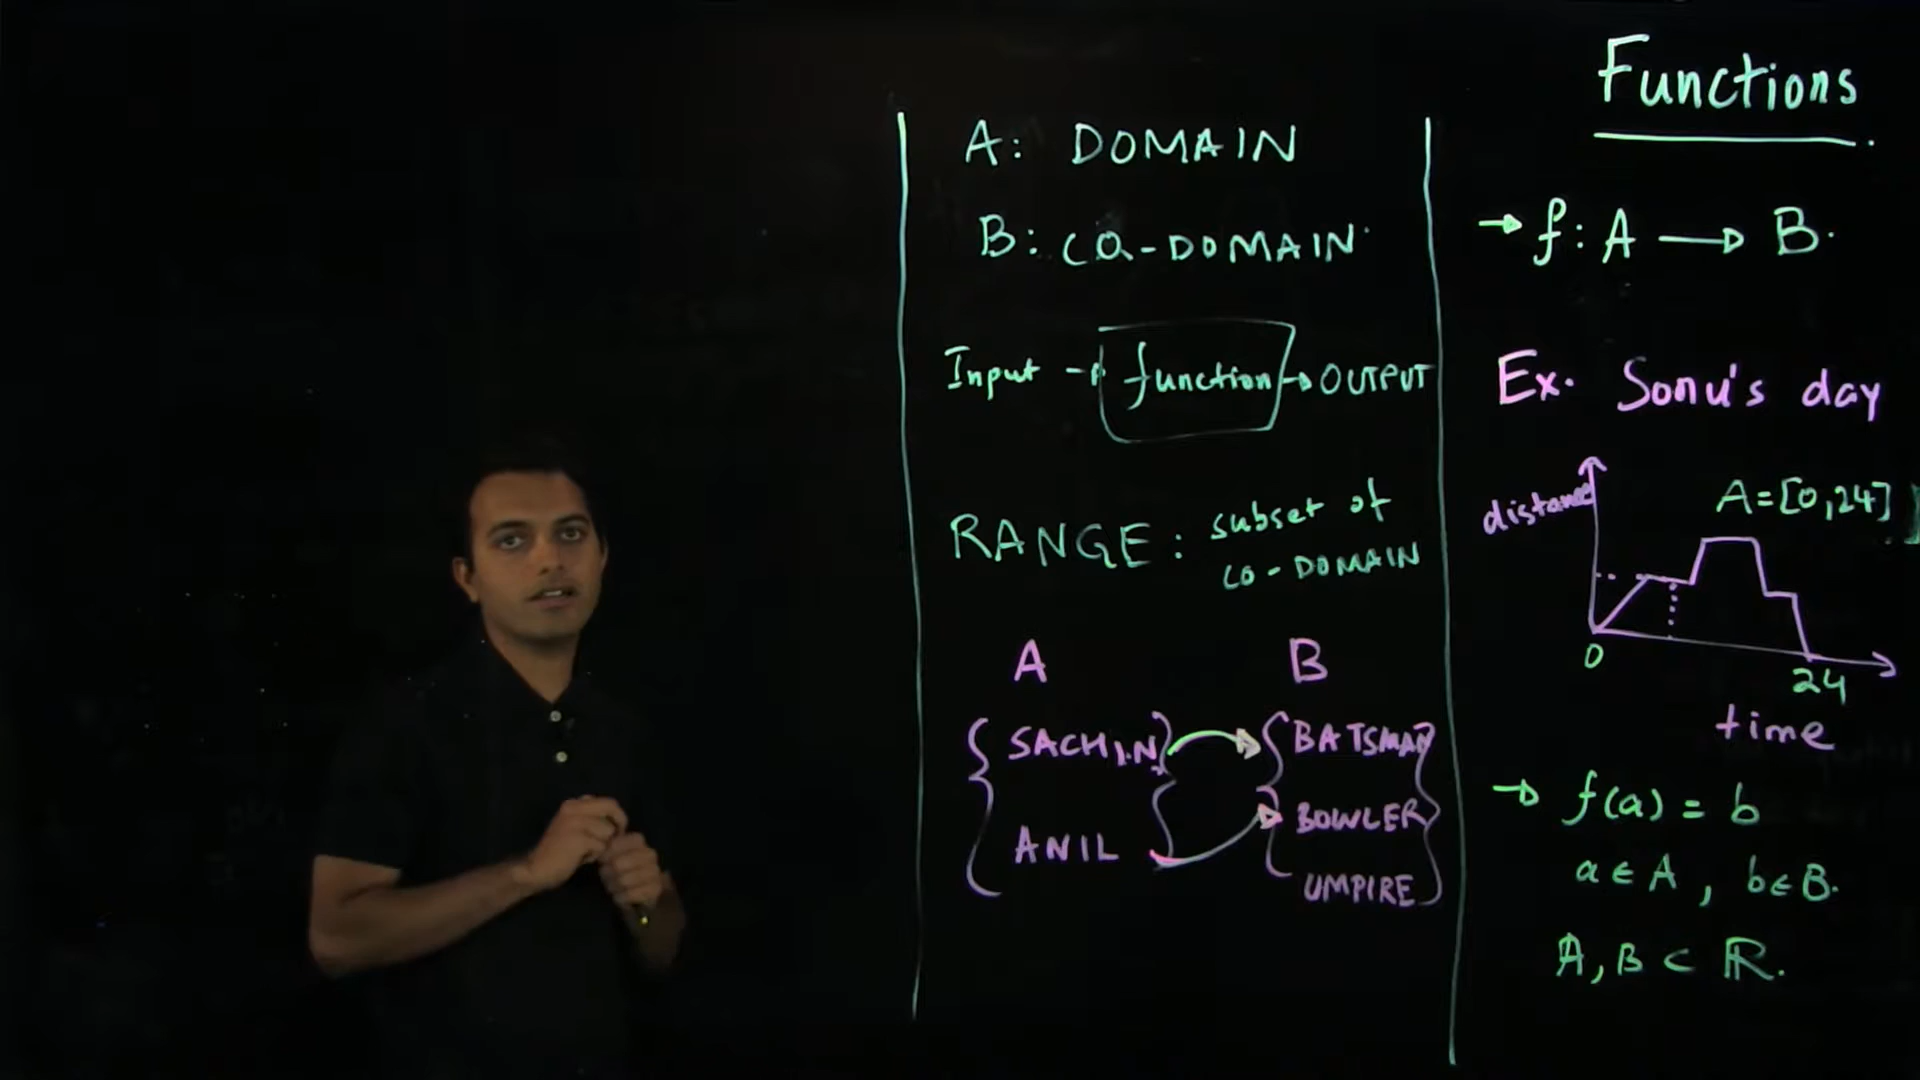 Functions
→ f: A → B.
Ex. Sonu's day
distance
A=[0,24]
0
24
time
→ f(a) = b
a ∈ A, b ∈ B.
A, B ⊂ ℝ.
A: DOMAIN
B: CO-DOMAIN
Input → function → OUTPUT
RANGE: subset of
CO-DOMAIN
A B
SACHIN BATSMAN
ANIL BOWLER
UMPIRE